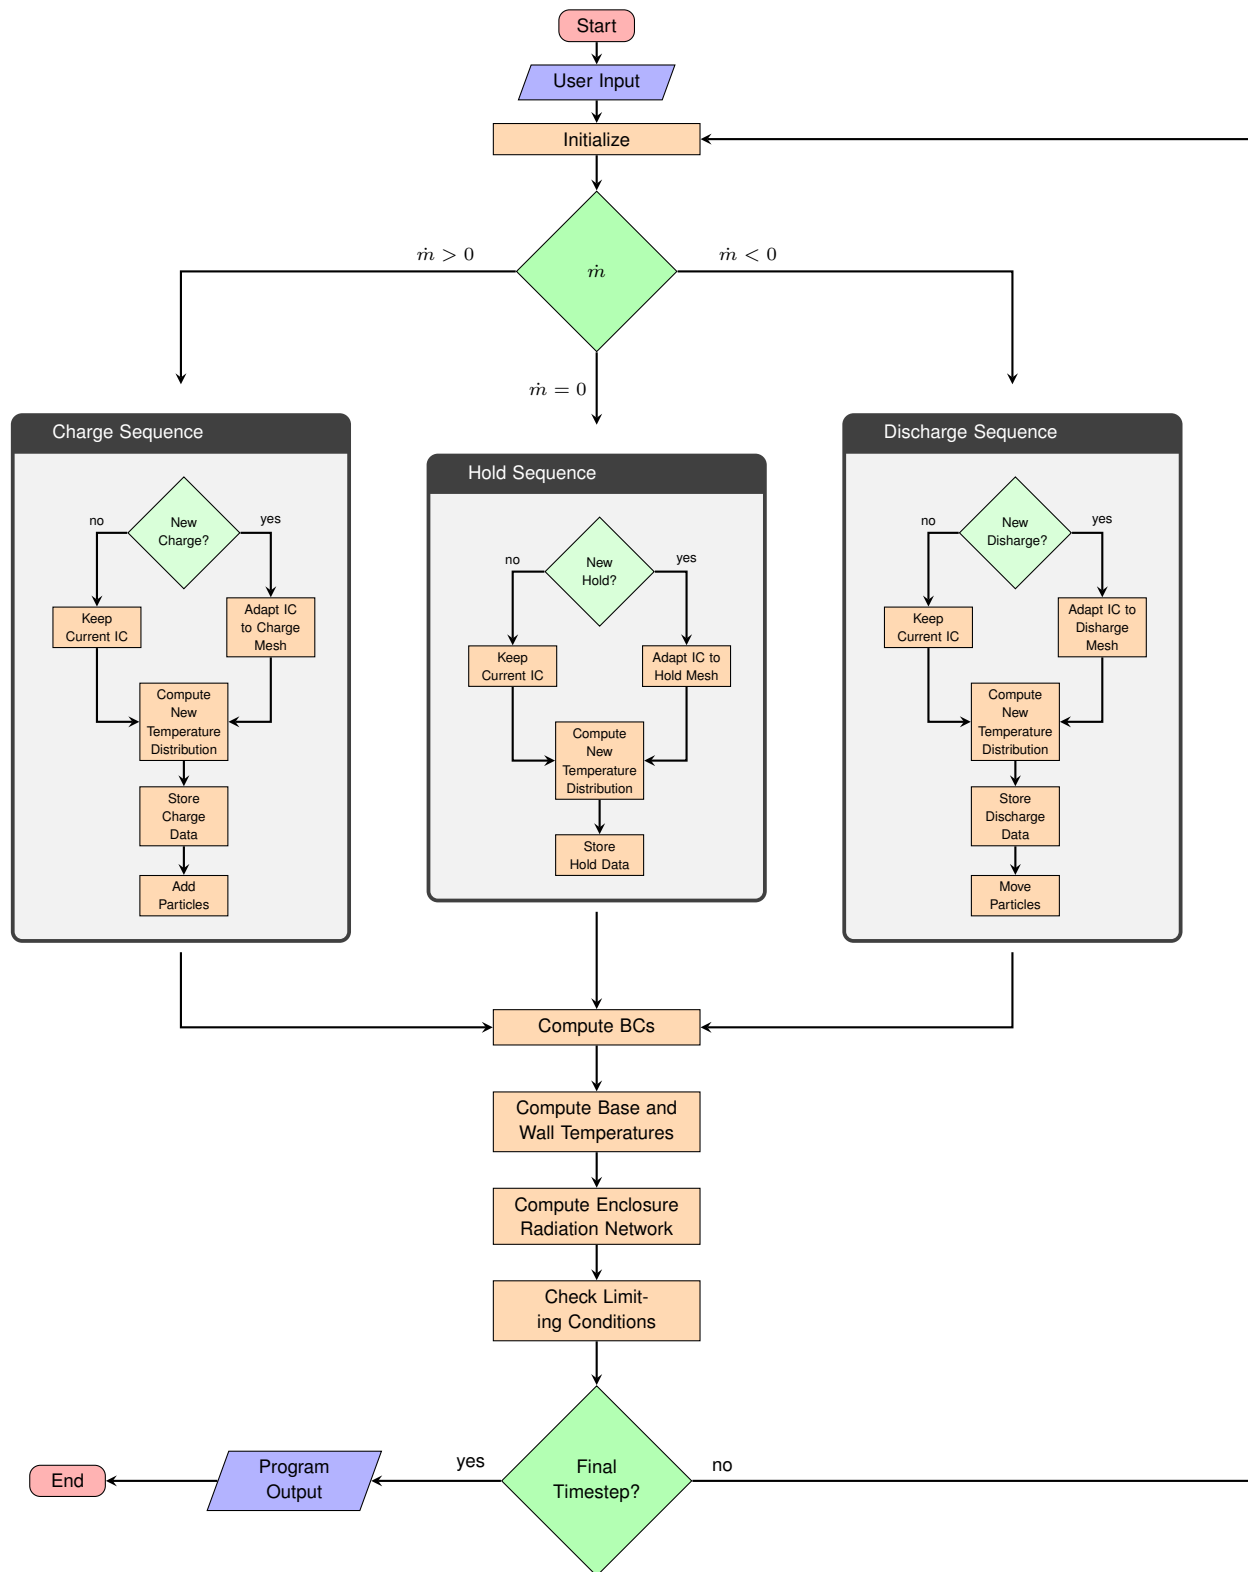 Start
User Input
Initialize
ṁ > 0
ṁ
ṁ < 0
ṁ = 0
Charge Sequence
New
Charge?
no
yes
Keep
Current IC
Adapt IC
to Charge
Mesh
Compute
New
Temperature
Distribution
Store
Charge
Data
Add
Particles
Hold Sequence
New
Hold?
no
yes
Keep
Current IC
Adapt IC to
Hold Mesh
Compute
New
Temperature
Distribution
Store
Hold Data
Discharge Sequence
New
Disharge?
no
yes
Keep
Current IC
Adapt IC to
Disharge
Mesh
Compute
New
Temperature
Distribution
Store
Discharge
Data
Move
Particles
Compute BCs
Compute Base and
Wall Temperatures
Compute Enclosure
Radiation Network
Check Limit-
ing Conditions
Final
Timestep?
yes
no
Program
Output
End